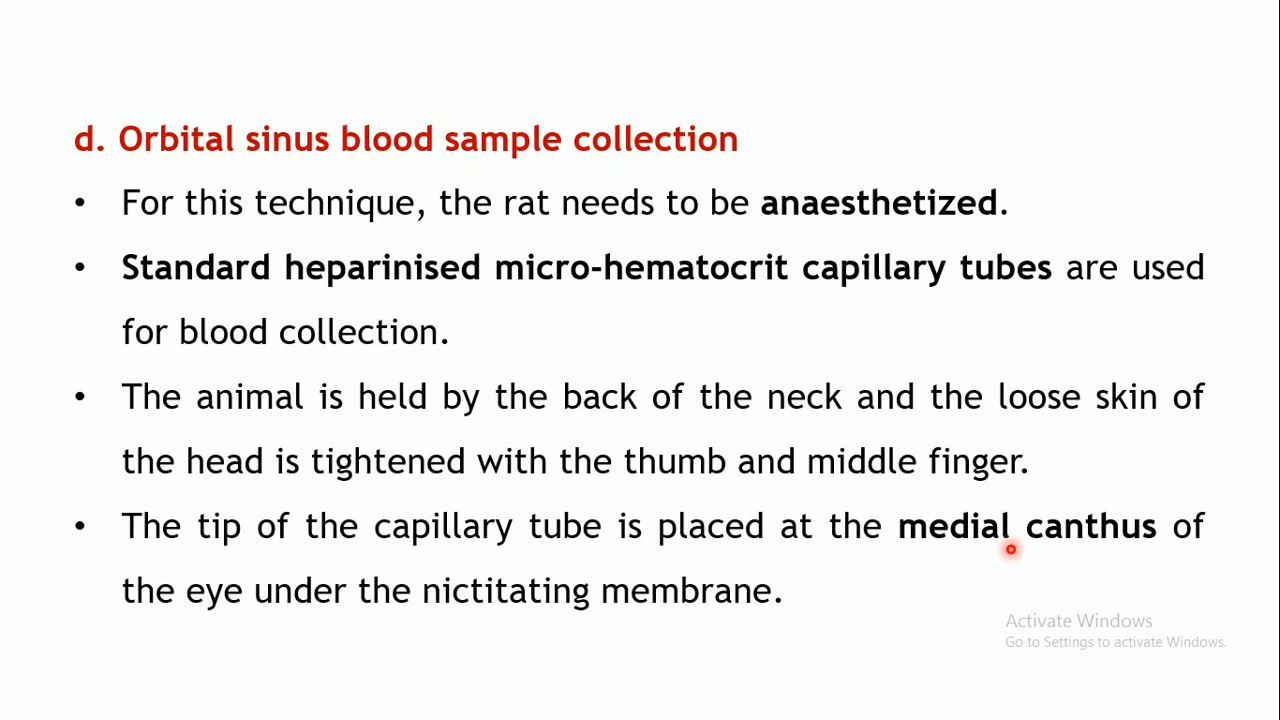 d. Orbital sinus blood sample collection
• For this technique, the rat needs to be anaesthetized.
• Standard heparinised micro-hematocrit capillary tubes are used
for blood collection.
• The animal is held by the back of the neck and the loose skin of
the head is tightened with the thumb and middle finger.
• The tip of the capillary tube is placed at the medial canthus of
the eye under the nictitating membrane.
Activate Windows
Go to Settings to activate Windows.